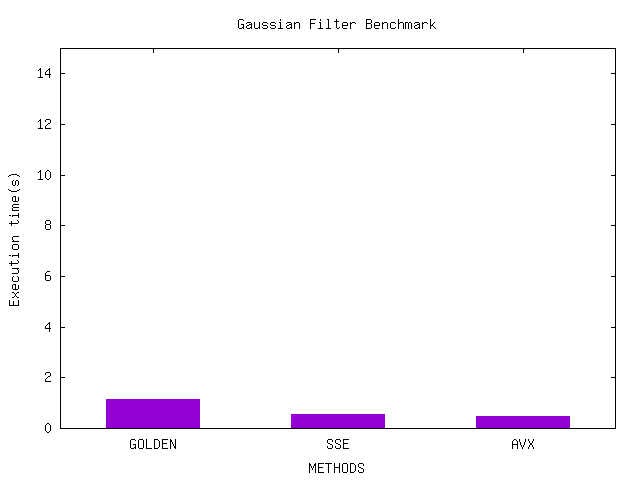 Gaussian Filter Benchmark
14
12
10
8
6
4
2
0
Execution time(s)
GOLDEN SSE AVX
METHODS